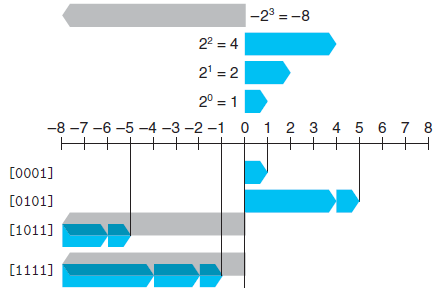 –2³ = –8
2² = 4
2¹ = 2
2⁰ = 1
–8 –7 –6 –5 –4 –3 –2 –1 0 1 2 3 4 5 6 7 8
[0001]
[0101]
[1011]
[1111]